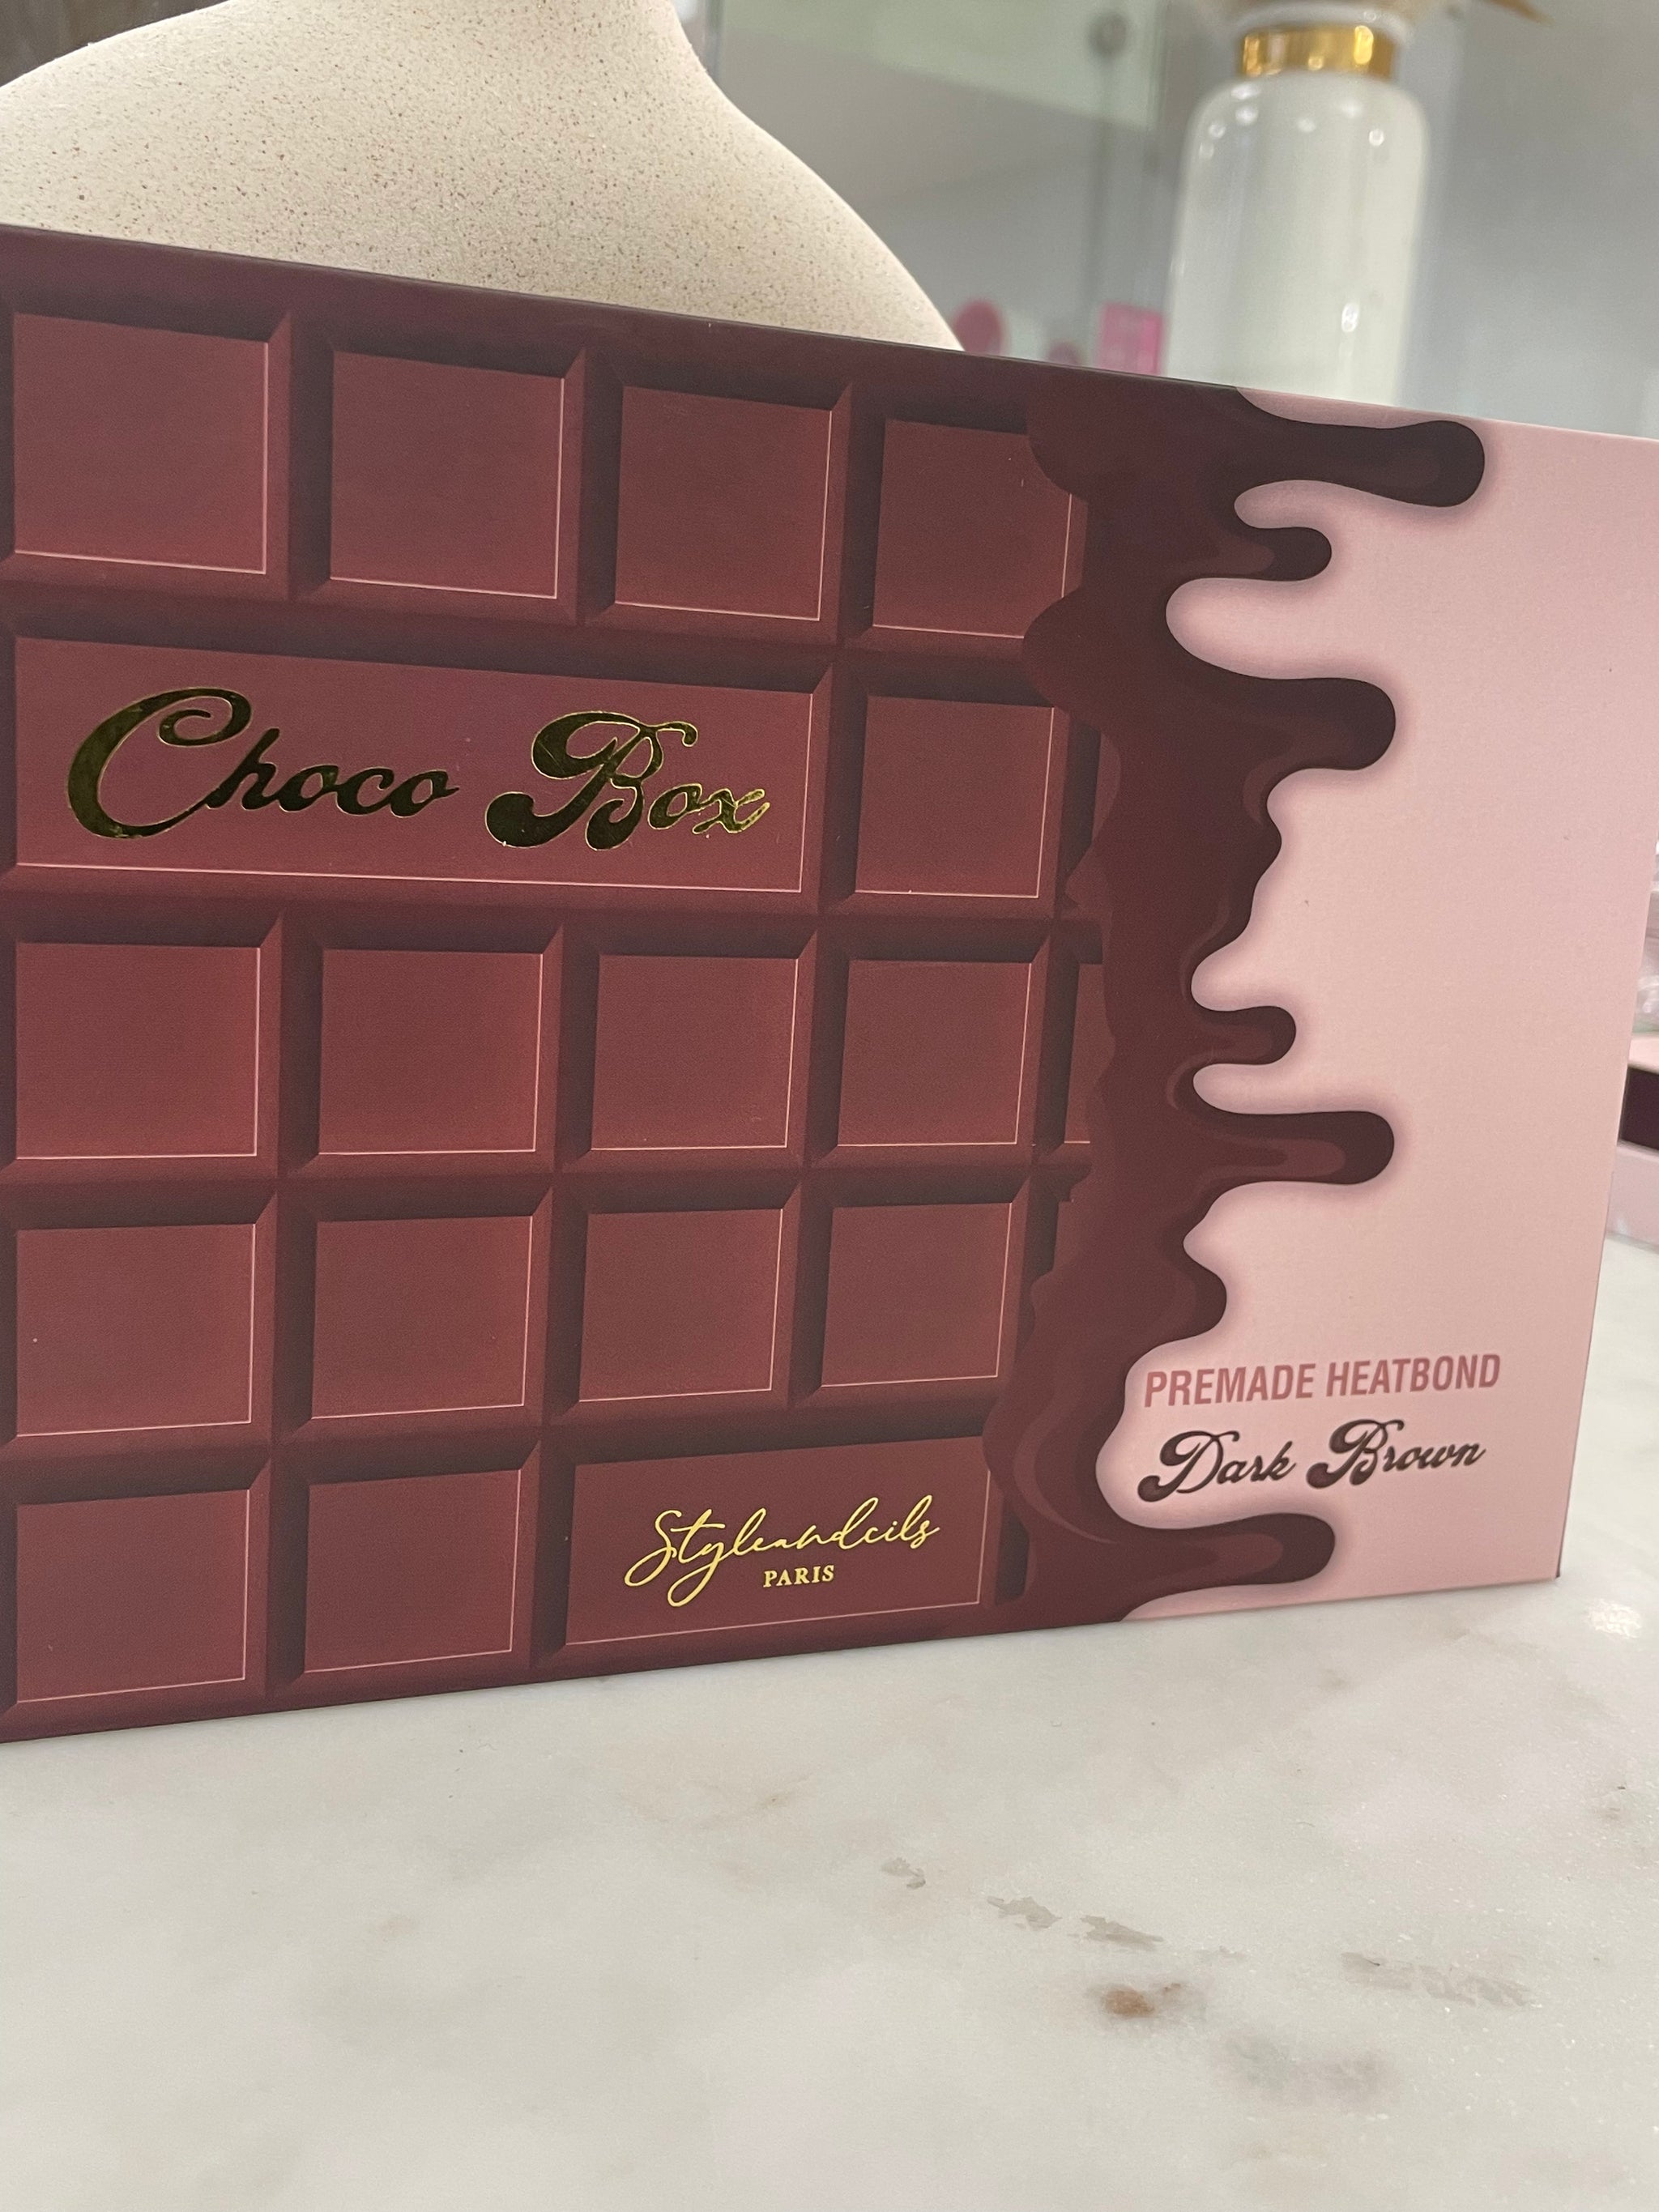 Choco Box
PREMADE HEATBOND
Dark Brown
Styleandcils
PARIS